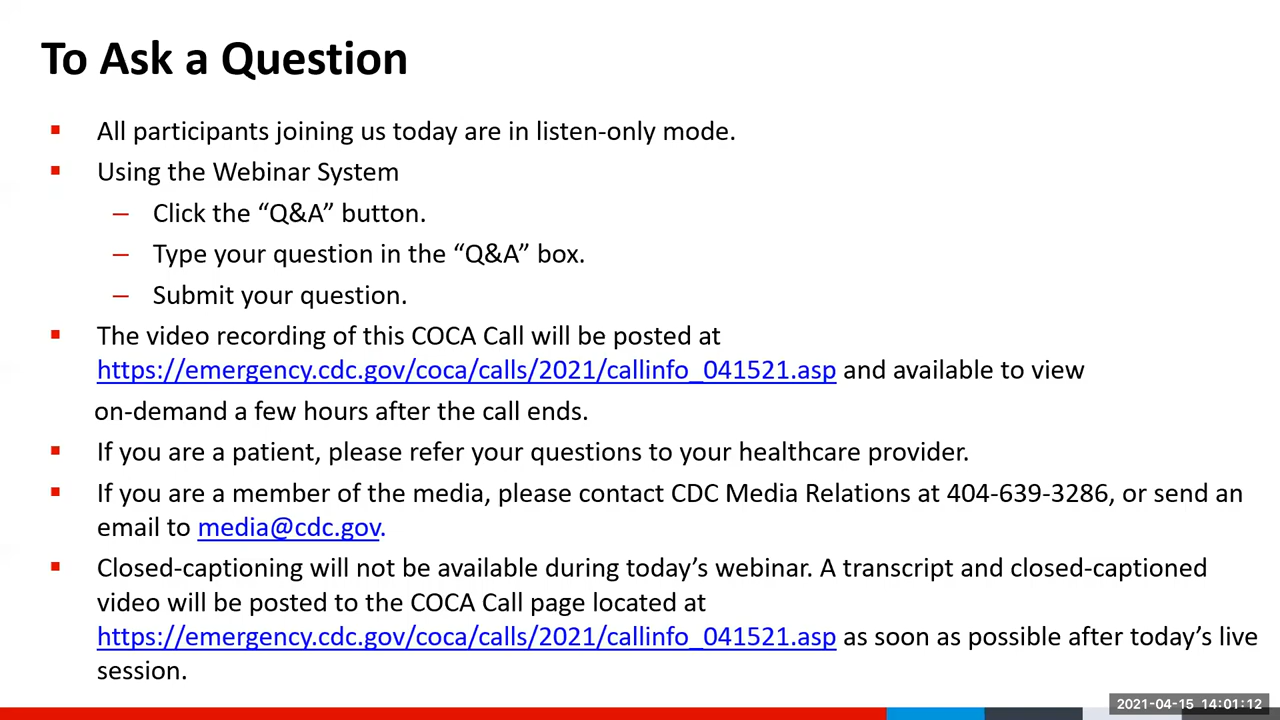 To Ask a Question
▪ All participants joining us today are in listen-only mode.
▪ Using the Webinar System
– Click the “Q&A” button.
– Type your question in the “Q&A” box.
– Submit your question.
▪ The video recording of this COCA Call will be posted at
https://emergency.cdc.gov/coca/calls/2021/callinfo_041521.asp and available to view
on-demand a few hours after the call ends.
▪ If you are a patient, please refer your questions to your healthcare provider.
▪ If you are a member of the media, please contact CDC Media Relations at 404-639-3286, or send an
email to media@cdc.gov.
▪ Closed-captioning will not be available during today’s webinar. A transcript and closed-captioned
video will be posted to the COCA Call page located at
https://emergency.cdc.gov/coca/calls/2021/callinfo_041521.asp as soon as possible after today’s live
session.
2021-04-15 14:01:12